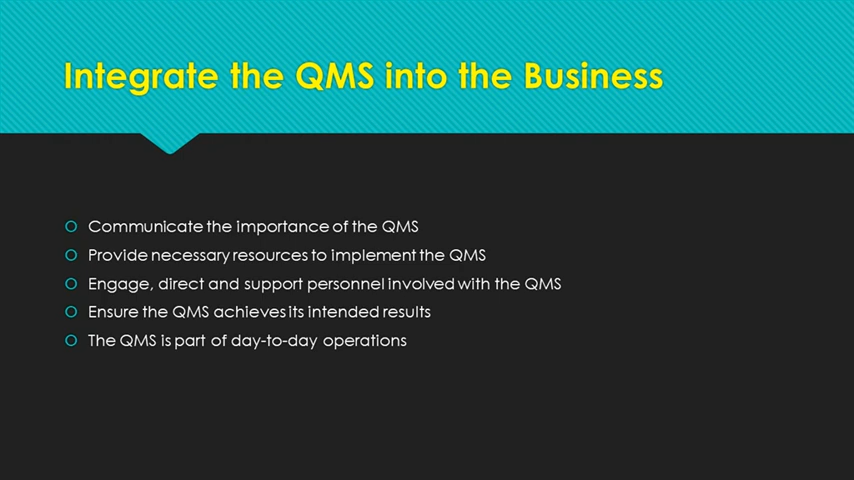 Integrate the QMS into the Business
Communicate the importance of the QMS
Provide necessary resources to implement the QMS
Engage, direct and support personnel involved with the QMS
Ensure the QMS achieves its intended results
The QMS is part of day-to-day operations